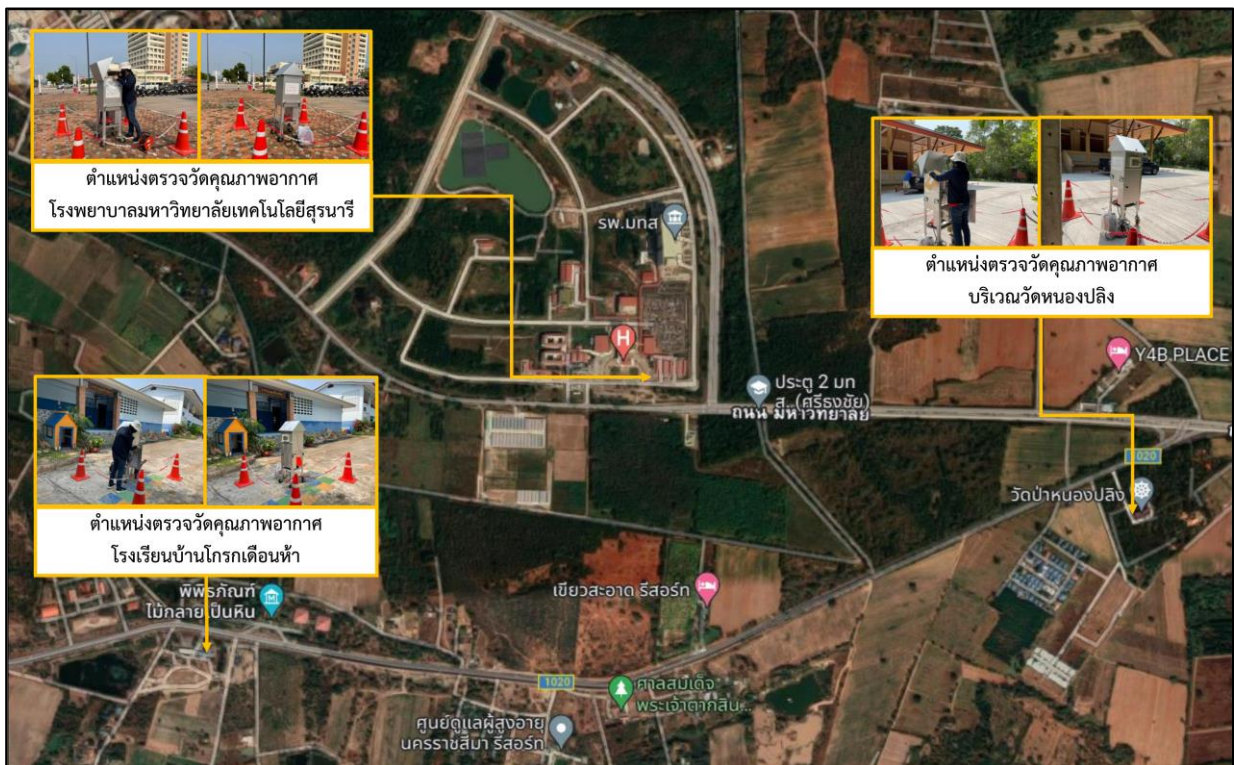 ตำแหน่งตรวจวัดคุณภาพอากาศ
โรงพยาบาลมหาวิทยาลัยเทคโนโลยีสุรนารี
รพ.มทส
ตำแหน่งตรวจวัดคุณภาพอากาศ
บริเวณวัดหนองปลิง
H
Y4B PLACE
ประตู 2 มท
ส. (ศรีธงชัย)
ถนน มหาวิทยาลัย
1020
วัดป่าหนองปลิง
ตำแหน่งตรวจวัดคุณภาพอากาศ
โรงเรียนบ้านโกรกเดือนห้า
พิพิธภัณฑ์
ไม้กลายเป็นหิน
เขียวสะอาด รีสอร์ท
1020
ศาลสมเด็จ
พระเจ้าตากสิน...
ศูนย์ดูแลผู้สูงอายุ
นครราชสีมา รีสอร์ท